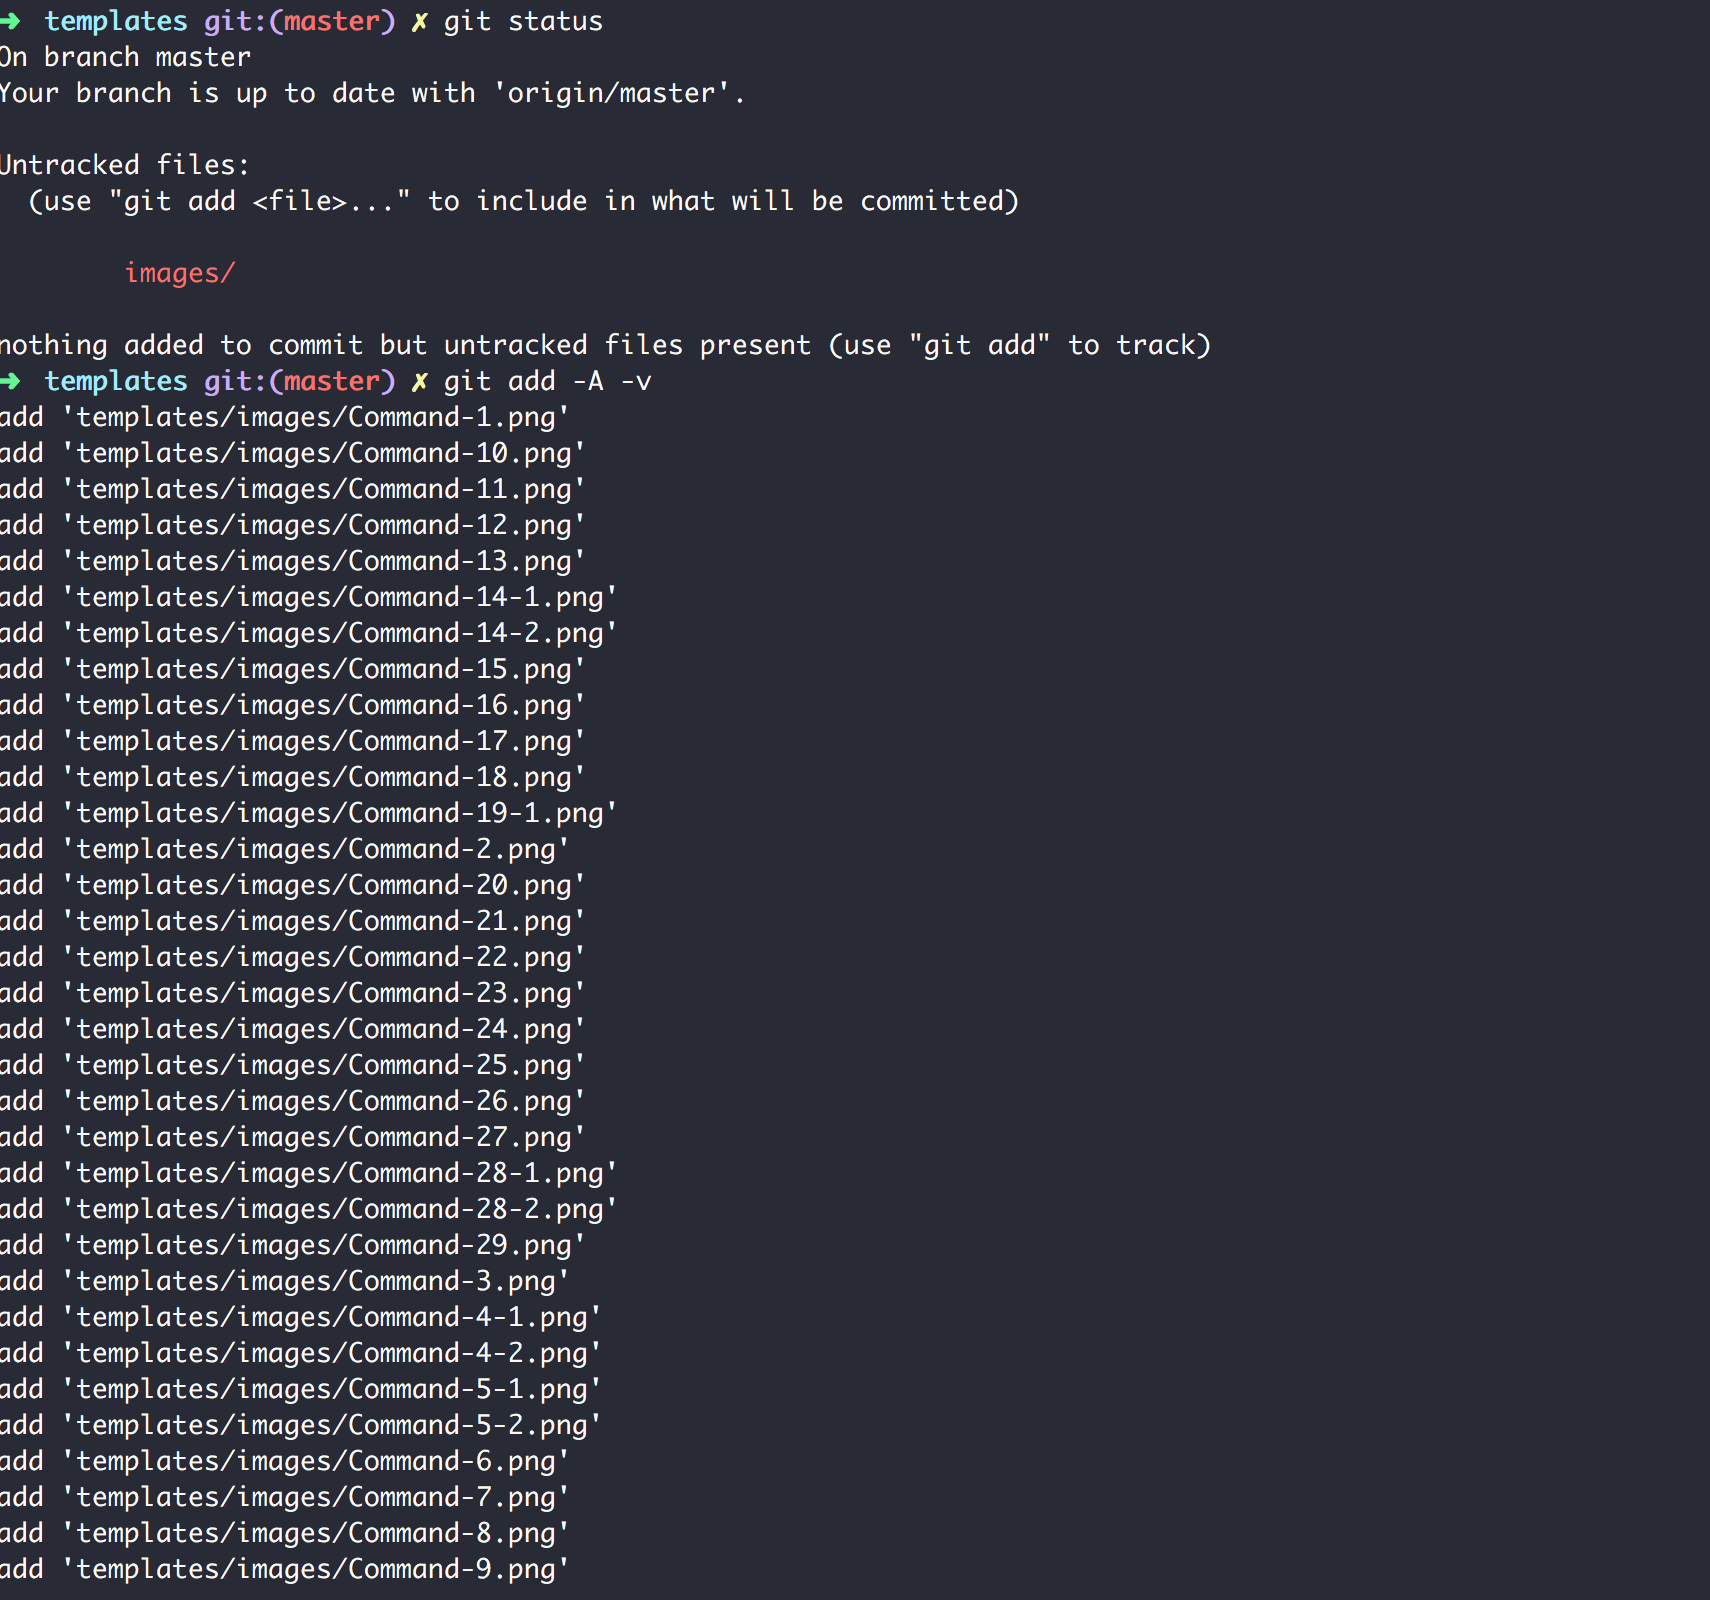 ➜ templates git:(master) ✗ git status
On branch master
Your branch is up to date with 'origin/master'.
Untracked files:
(use "git add <file>..." to include in what will be committed)
images/
nothing added to commit but untracked files present (use "git add" to track)
➜ templates git:(master) ✗ git add -A -v
add 'templates/images/Command-1.png'
add 'templates/images/Command-10.png'
add 'templates/images/Command-11.png'
add 'templates/images/Command-12.png'
add 'templates/images/Command-13.png'
add 'templates/images/Command-14-1.png'
add 'templates/images/Command-14-2.png'
add 'templates/images/Command-15.png'
add 'templates/images/Command-16.png'
add 'templates/images/Command-17.png'
add 'templates/images/Command-18.png'
add 'templates/images/Command-19-1.png'
add 'templates/images/Command-2.png'
add 'templates/images/Command-20.png'
add 'templates/images/Command-21.png'
add 'templates/images/Command-22.png'
add 'templates/images/Command-23.png'
add 'templates/images/Command-24.png'
add 'templates/images/Command-25.png'
add 'templates/images/Command-26.png'
add 'templates/images/Command-27.png'
add 'templates/images/Command-28-1.png'
add 'templates/images/Command-28-2.png'
add 'templates/images/Command-29.png'
add 'templates/images/Command-3.png'
add 'templates/images/Command-4-1.png'
add 'templates/images/Command-4-2.png'
add 'templates/images/Command-5-1.png'
add 'templates/images/Command-5-2.png'
add 'templates/images/Command-6.png'
add 'templates/images/Command-7.png'
add 'templates/images/Command-8.png'
add 'templates/images/Command-9.png'